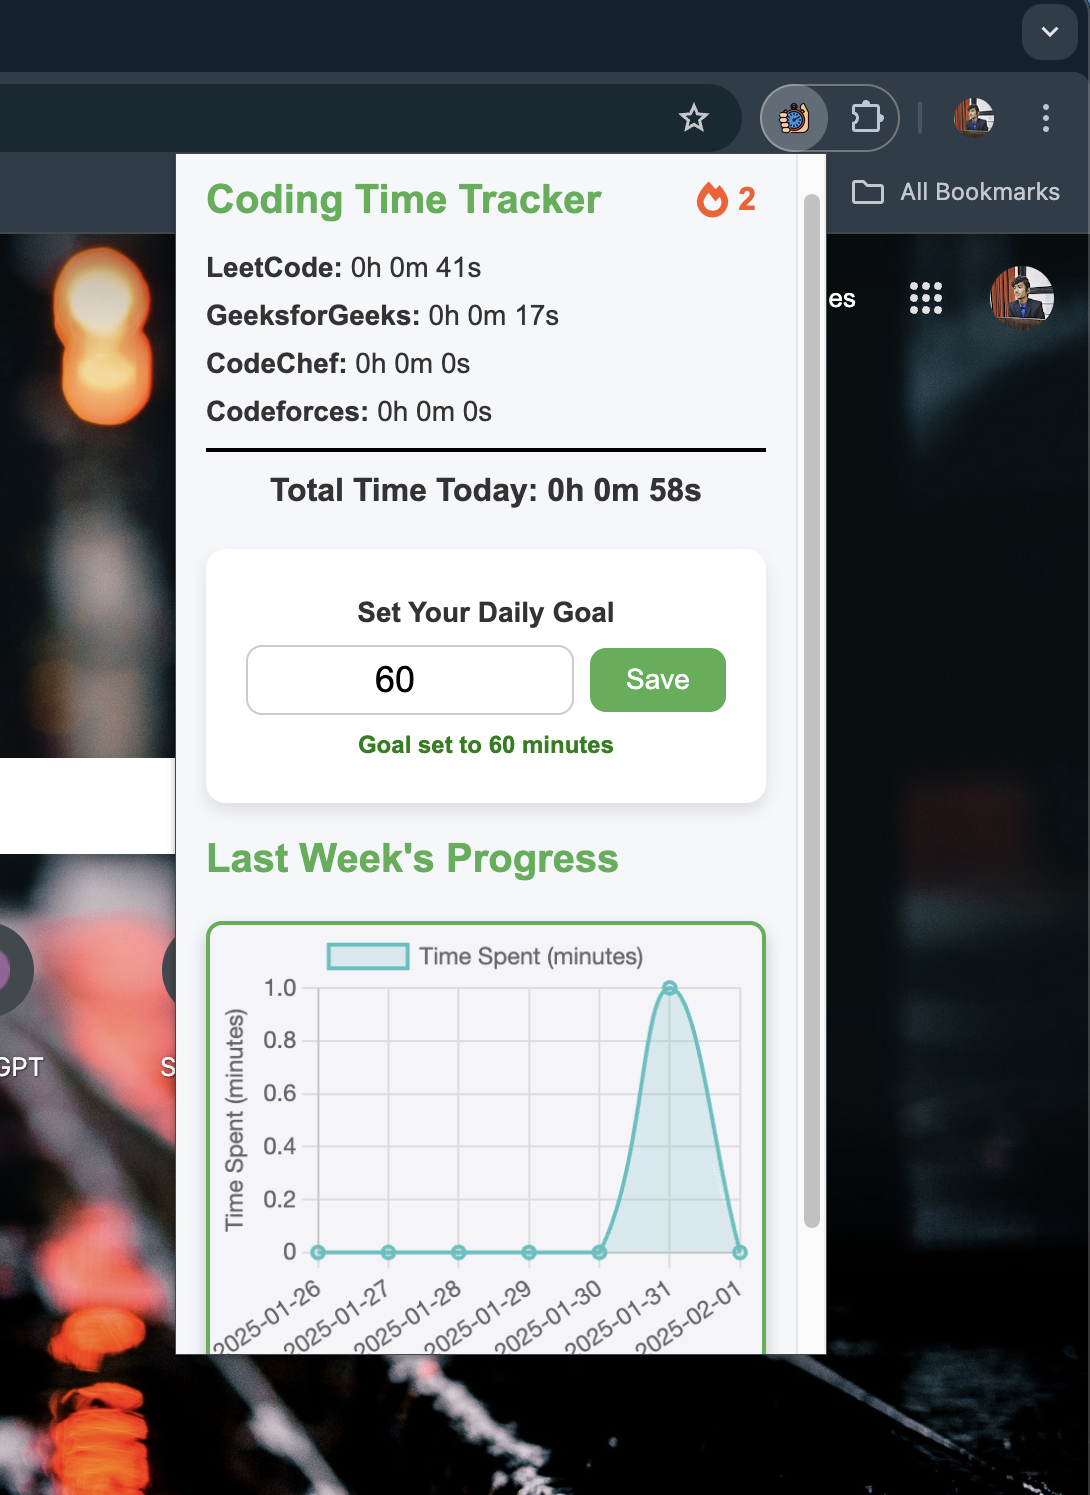 All Bookmarks
Coding Time Tracker 2
LeetCode: 0h 0m 41s
GeeksforGeeks: 0h 0m 17s
CodeChef: 0h 0m 0s
Codeforces: 0h 0m 0s
Total Time Today: 0h 0m 58s
Set Your Daily Goal
60 Save
Goal set to 60 minutes
Last Week's Progress
Time Spent (minutes)
Time Spent (minutes)
1.0
0.8
0.6
0.4
0.2
0
2025-01-26 2025-01-27 2025-01-28 2025-01-29 2025-01-30 2025-01-31 2025-02-01
es
GPT
S